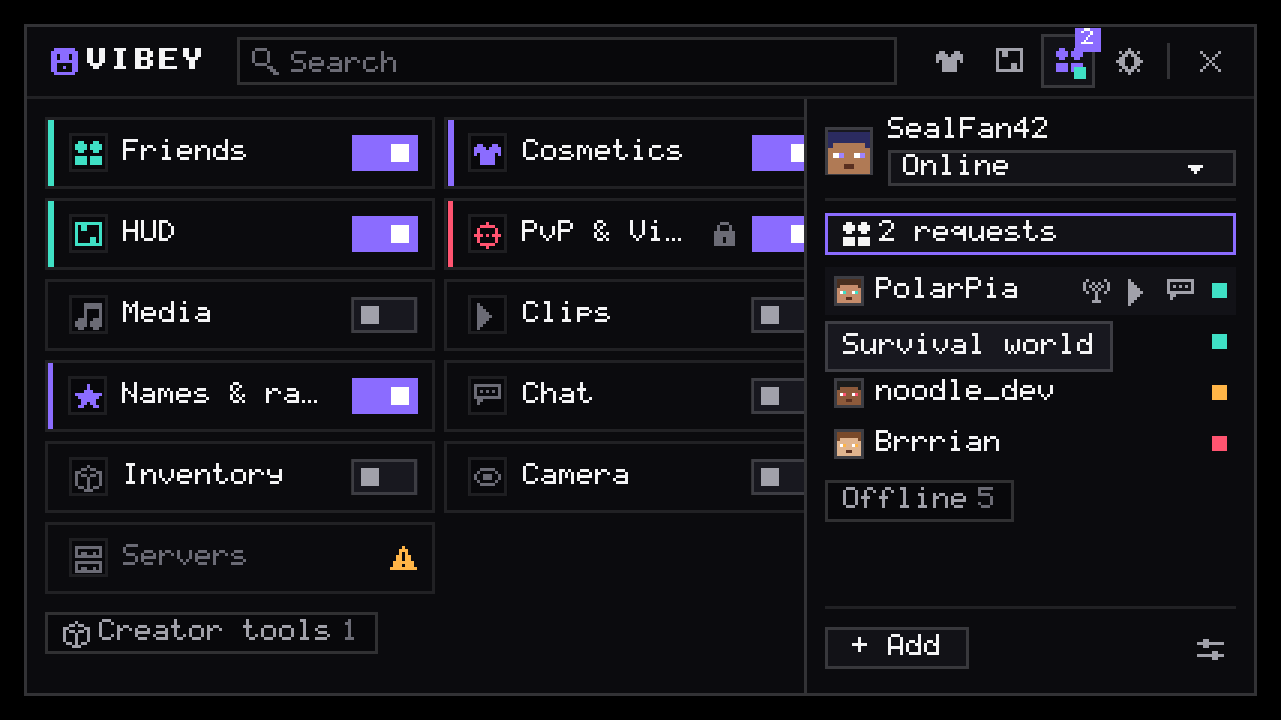 VIBEY
Search
2
Friends
Cosmetics
HUD
PvP & Vi…
Media
Clips
Names & na…
Chat
Inventory
Camera
Servers
Creator tools 1
SealFan42
Online
2 requests
PolarPia
Survival world
noodle_dev
Brrrian
Offline 5
+ Add